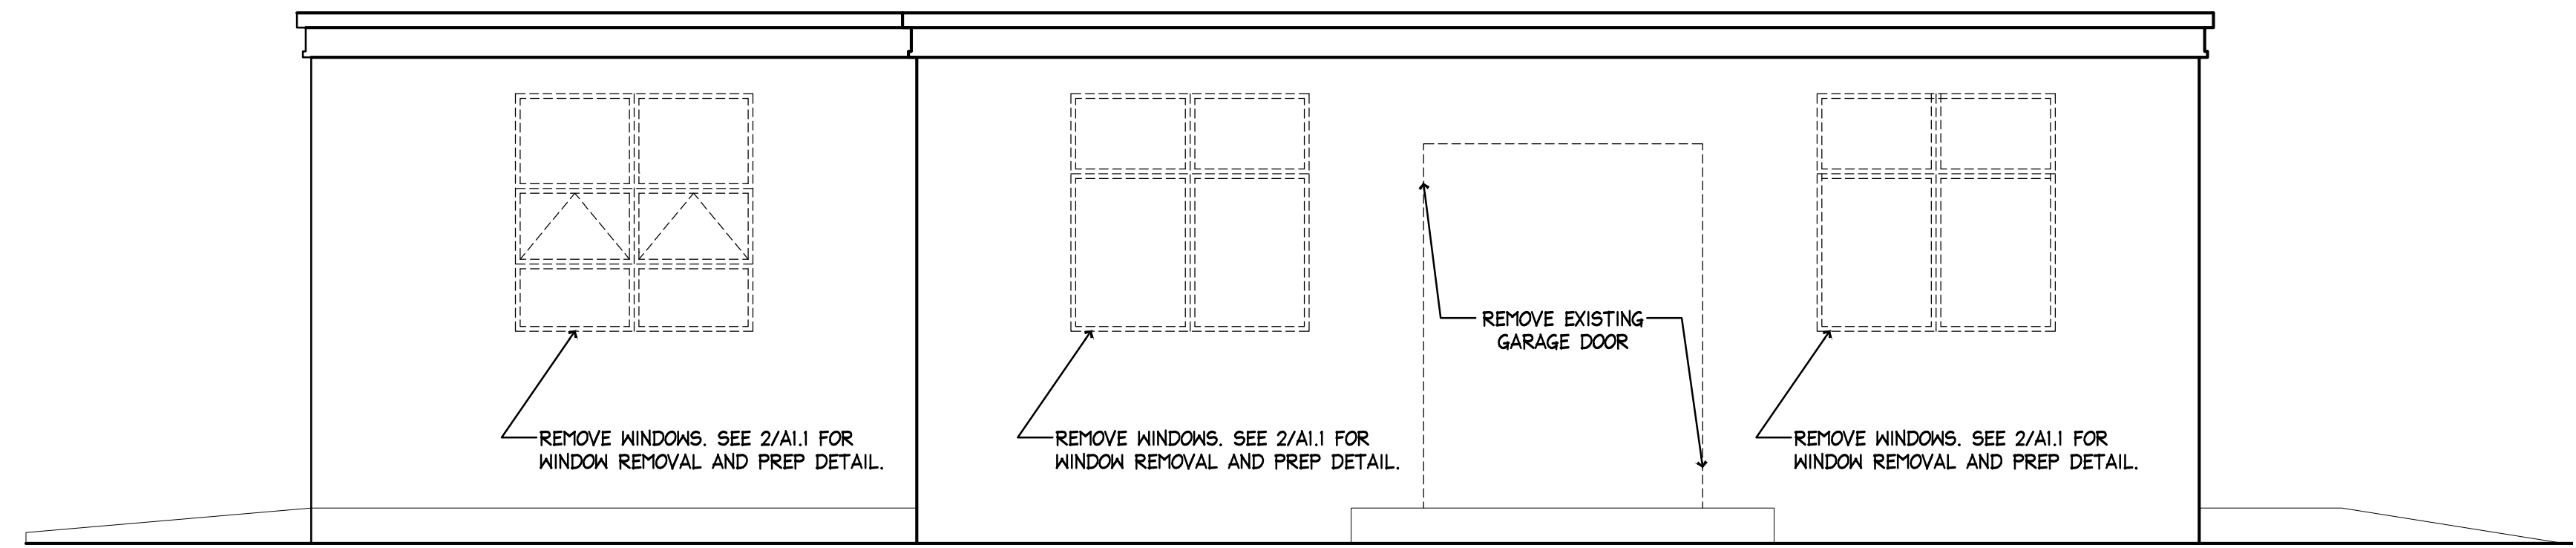 REMOVE EXISTING
GARAGE DOOR
REMOVE WINDOWS. SEE 2/A1.1 FOR
WINDOW REMOVAL AND PREP DETAIL.
REMOVE WINDOWS. SEE 2/A1.1 FOR
WINDOW REMOVAL AND PREP DETAIL.
REMOVE WINDOWS. SEE 2/A1.1 FOR
WINDOW REMOVAL AND PREP DETAIL.